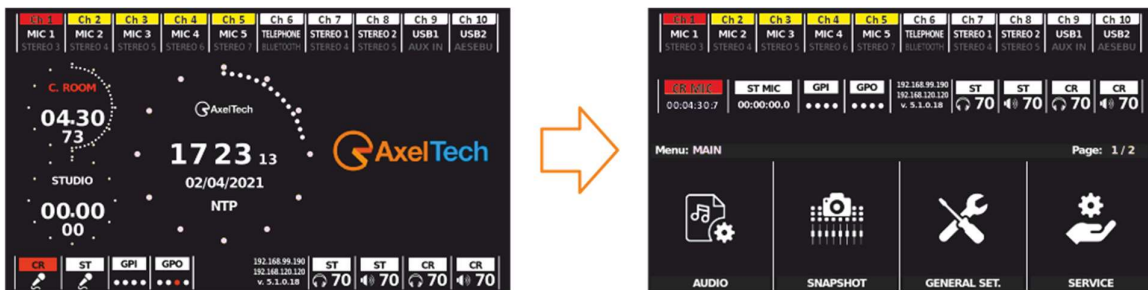 Ch 1 Ch 2 Ch 3 Ch 4 Ch 5 Ch 6 Ch 7 Ch 8 Ch 9 Ch 10
MIC 1 MIC 2 MIC 3 MIC 4 MIC 5 TELEPHONE STEREO 1 STEREO 2 USB1 USB2
STEREO 3 STEREO 4 STEREO 5 STEREO 6 STEREO 7 BLUETOOTH STEREO 4 STEREO 5 AUX IN AESEBU
C. ROOM
04.30
73
STUDIO
00.00
00
AxelTech
17 23 13
02/04/2021
NTP
AxelTech
CR ST GPI GPO
192.168.99.190
192.168.120.120
v. 5.1.0.18
ST 70 ST 70 CR 70 CR 70
Ch 1 Ch 2 Ch 3 Ch 4 Ch 5 Ch 6 Ch 7 Ch 8 Ch 9 Ch 10
MIC 1 MIC 2 MIC 3 MIC 4 MIC 5 TELEPHONE STEREO 1 STEREO 2 USB1 USB2
STEREO 3 STEREO 4 STEREO 5 STEREO 6 STEREO 7 BLUETOOTH STEREO 4 STEREO 5 AUX IN AESEBU
CR MIC ST MIC GPI GPO
00:04:30:7 00:00:00.0
192.168.99.190
192.168.120.120
v. 5.1.0.18
ST 70 ST 70 CR 70 CR 70
Menu: MAIN Page: 1/2
AUDIO SNAPSHOT GENERAL SET. SERVICE